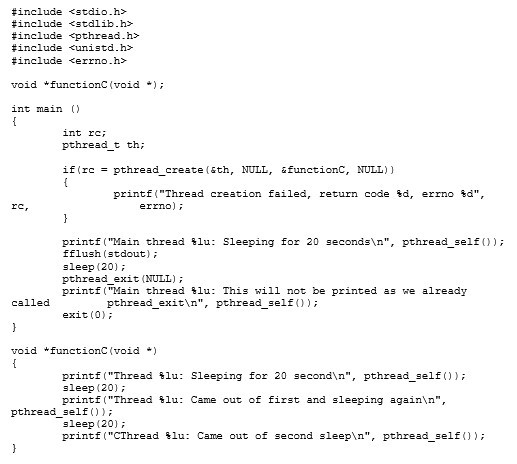 #include <stdio.h>
#include <stdlib.h>
#include <pthread.h>
#include <unistd.h>
#include <errno.h>
void *functionC(void *);
int main ()
{
int rc;
pthread_t th;
if(rc = pthread_create(&th, NULL, &functionC, NULL))
{
printf("Thread creation failed, return code %d, errno %d",
rc, errno);
}
printf("Main thread %lu: Sleeping for 20 seconds\n", pthread_self());
fflush(stdout);
sleep(20);
pthread_exit(NULL);
printf("Main thread %lu: This will not be printed as we already
called pthread_exit\n", pthread_self());
exit(0);
}
void *functionC(void *)
{
printf("Thread %lu: Sleeping for 20 second\n", pthread_self());
sleep(20);
printf("Thread %lu: Came out of first and sleeping again\n",
pthread_self());
sleep(20);
printf("CThread %lu: Came out of second sleep\n", pthread_self());
}